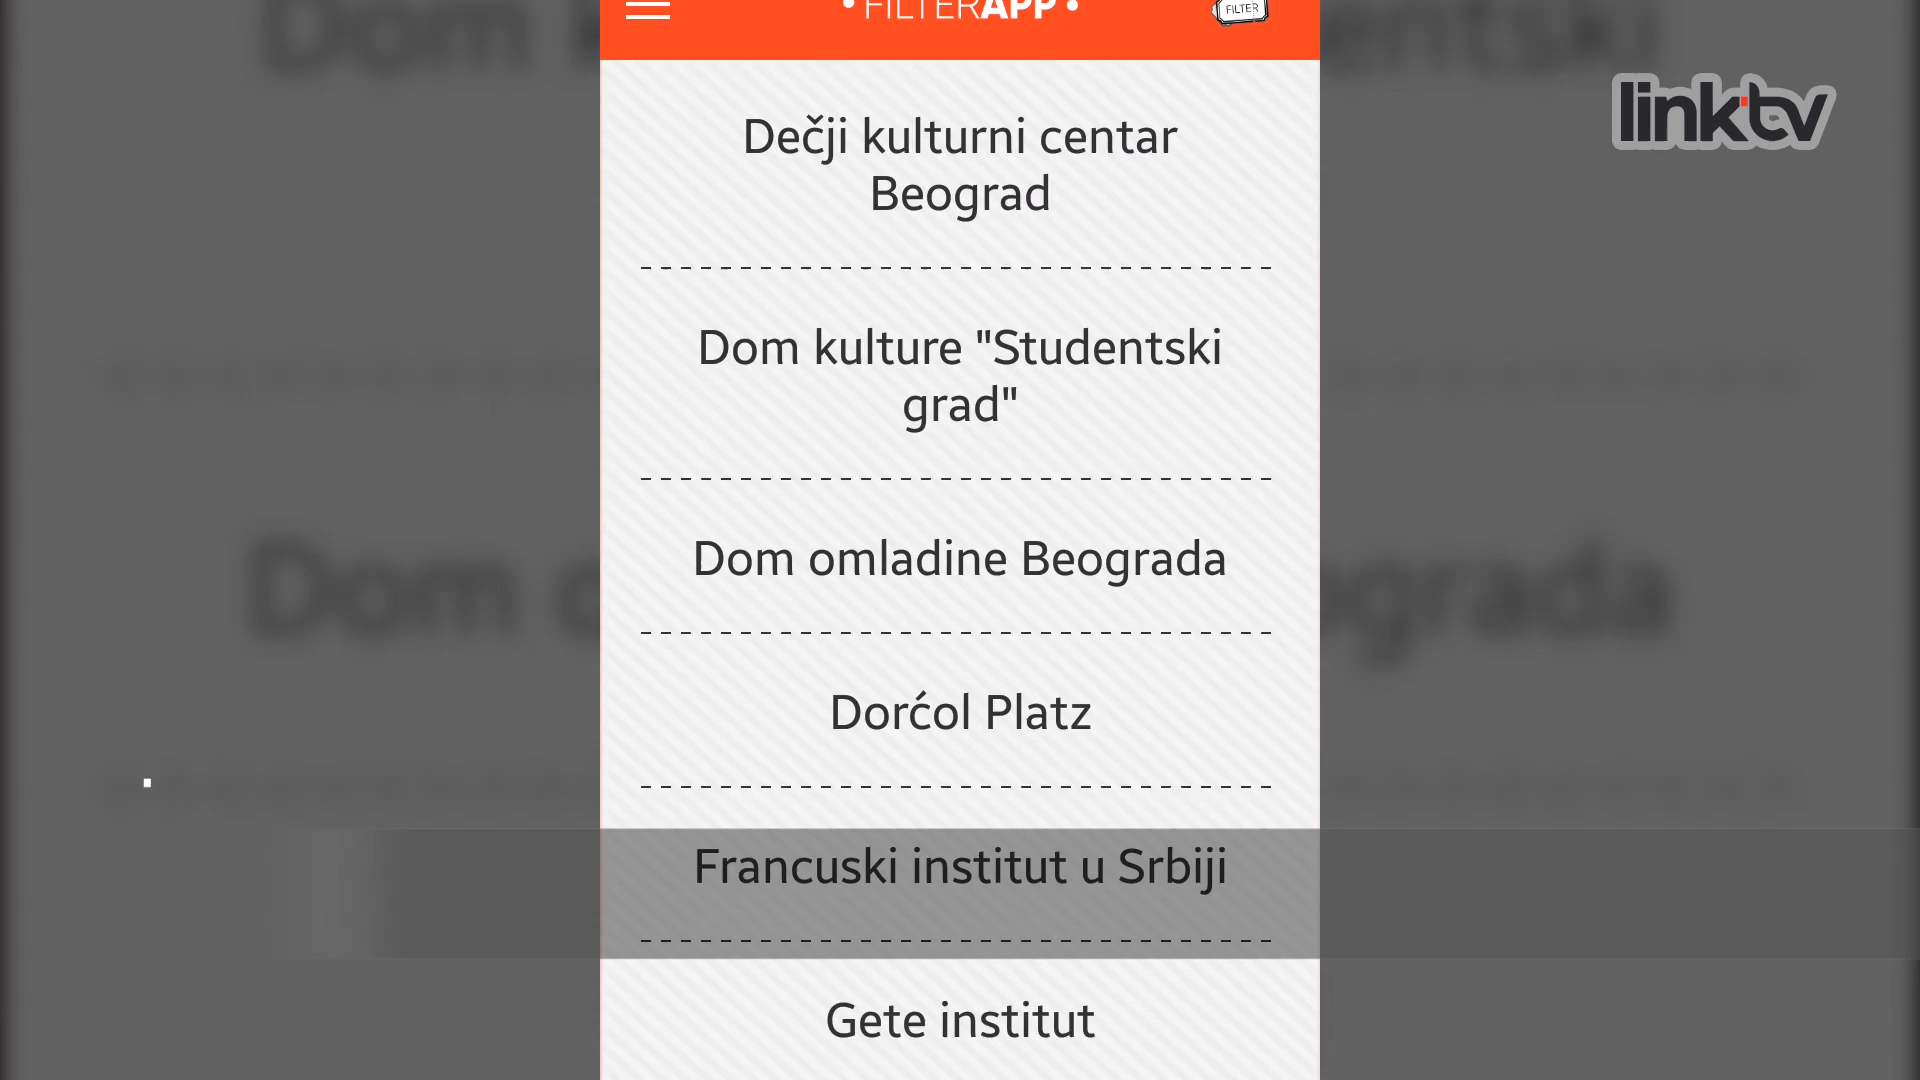 • FILTERAPP •
FILTER
linktv
Dečji kulturni centar
Beograd
Dom kulture "Studentski
grad"
Dom omladine Beograda
Dorćol Platz
Francuski institut u Srbiji
Gete institut